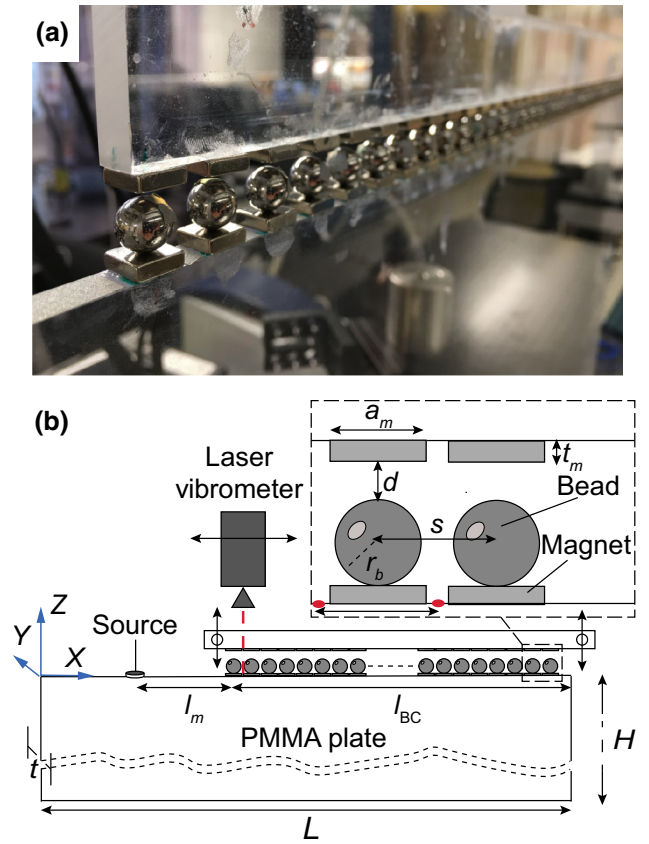 (a)
(b)
a_m
t_m
Laser
vibrometer
d
Bead
s
r_b
Magnet
Z
Y
X
Source
l_m
l_BC
PMMA plate
H
t
L